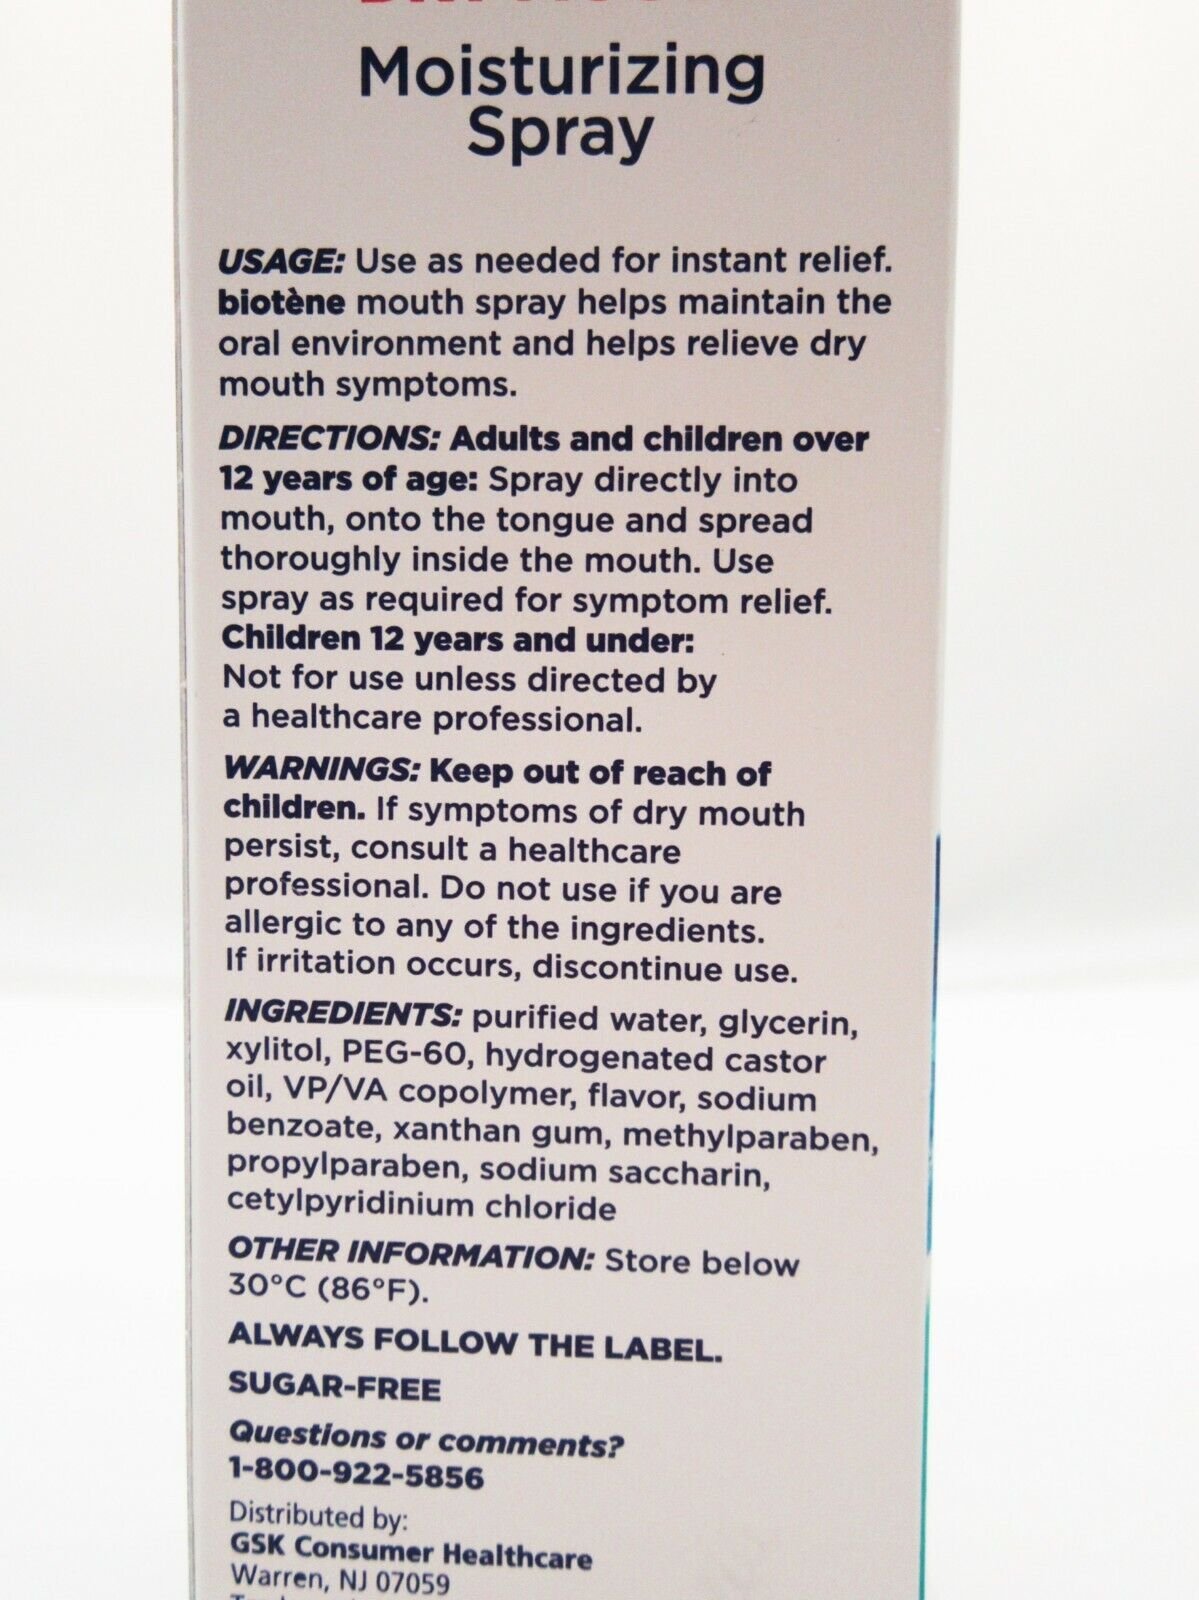 Moisturizing
Spray
USAGE: Use as needed for instant relief.
biotène mouth spray helps maintain the
oral environment and helps relieve dry
mouth symptoms.
DIRECTIONS: Adults and children over
12 years of age: Spray directly into
mouth, onto the tongue and spread
thoroughly inside the mouth. Use
spray as required for symptom relief.
Children 12 years and under:
Not for use unless directed by
a healthcare professional.
WARNINGS: Keep out of reach of
children. If symptoms of dry mouth
persist, consult a healthcare
professional. Do not use if you are
allergic to any of the ingredients.
If irritation occurs, discontinue use.
INGREDIENTS: purified water, glycerin,
xylitol, PEG-60, hydrogenated castor
oil, VP/VA copolymer, flavor, sodium
benzoate, xanthan gum, methylparaben,
propylparaben, sodium saccharin,
cetylpyridinium chloride
OTHER INFORMATION: Store below
30°C (86°F).
ALWAYS FOLLOW THE LABEL.
SUGAR-FREE
Questions or comments?
1-800-922-5856
Distributed by:
GSK Consumer Healthcare
Warren, NJ 07059